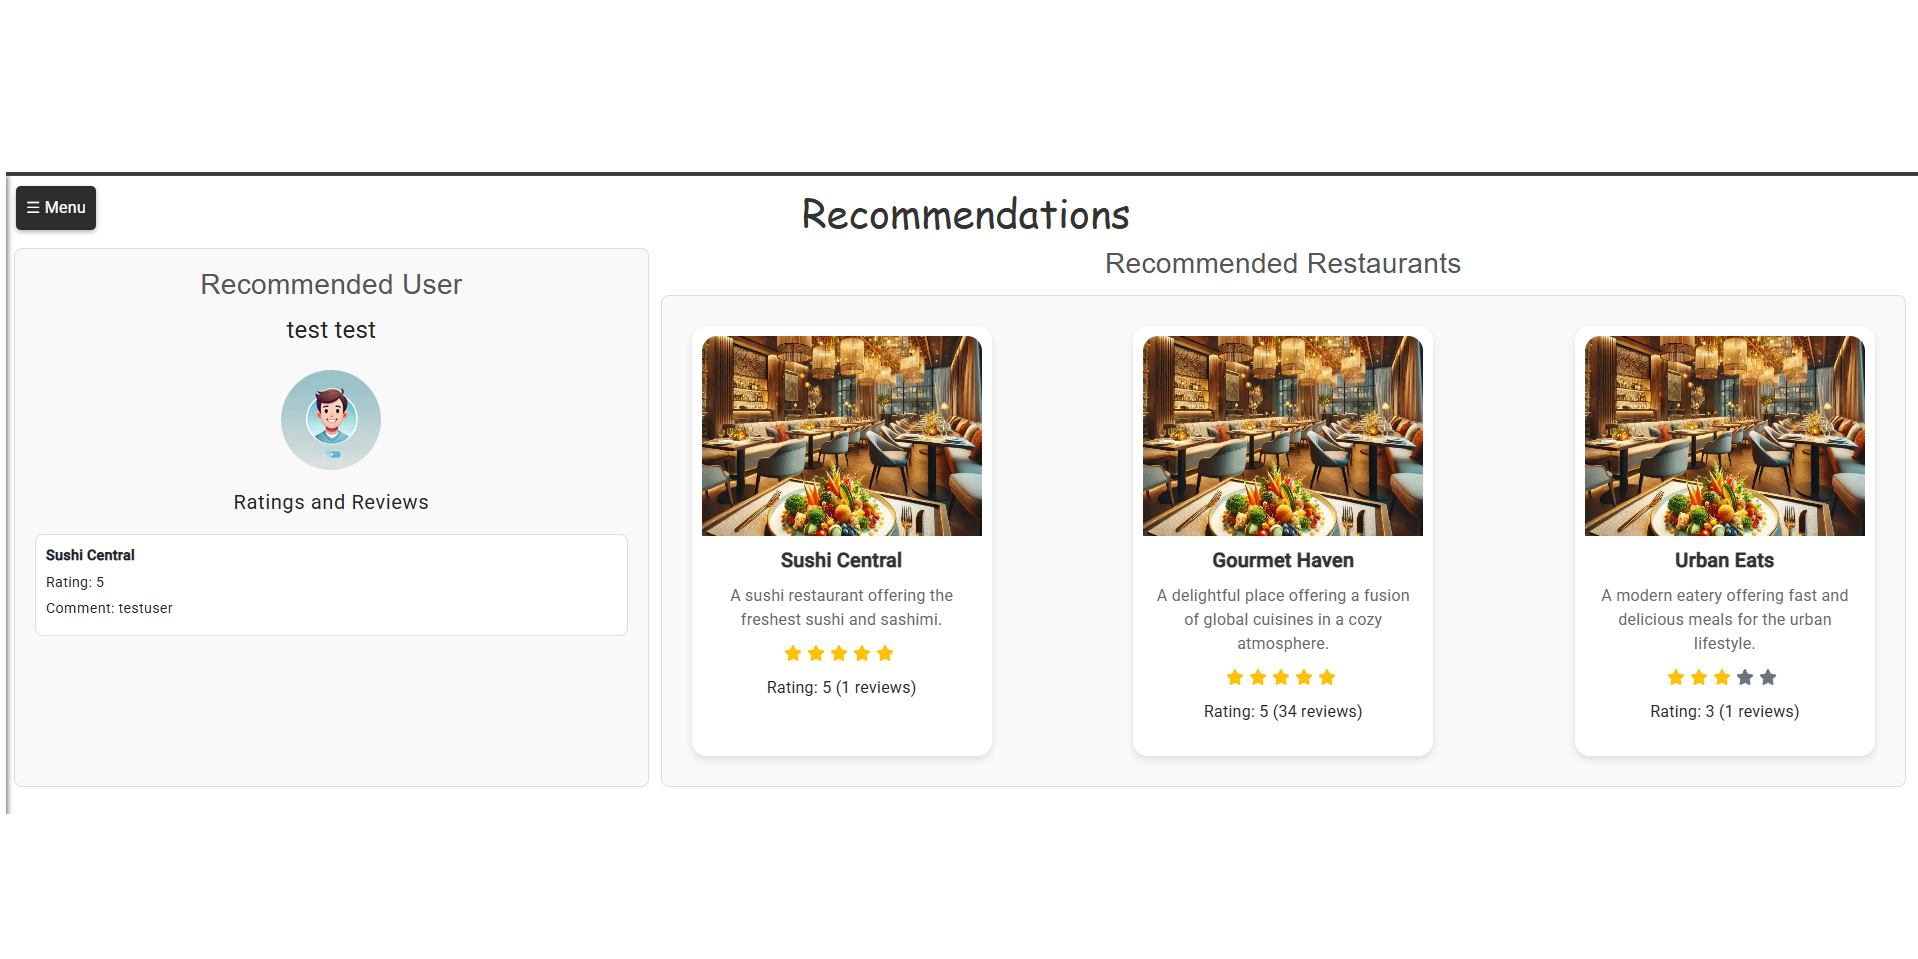 ☰ Menu
Recommendations
Recommended User
test test
Ratings and Reviews
Sushi Central
Rating: 5
Comment: testuser
Recommended Restaurants
Sushi Central
A sushi restaurant offering the
freshest sushi and sashimi.
Rating: 5 (1 reviews)
Gourmet Haven
A delightful place offering a fusion
of global cuisines in a cozy
atmosphere.
Rating: 5 (34 reviews)
Urban Eats
A modern eatery offering fast and
delicious meals for the urban
lifestyle.
Rating: 3 (1 reviews)